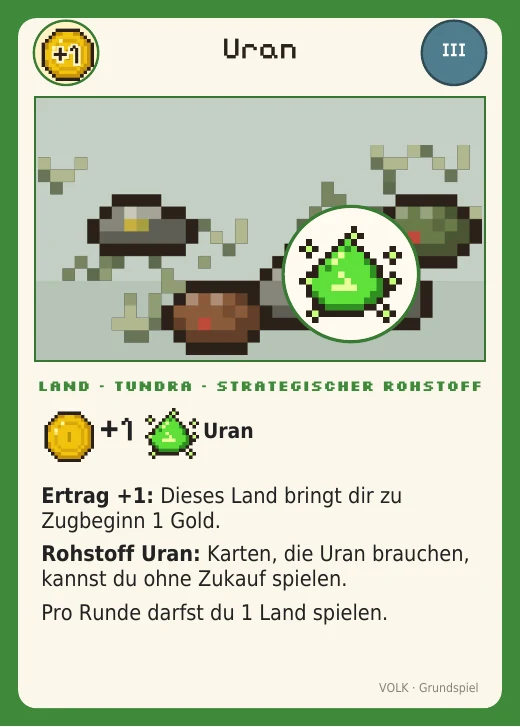 +1
Uran
III
LAND · TUNDRA · STRATEGISCHER ROHSTOFF
+1 Uran
Ertrag +1: Dieses Land bringt dir zu
Zugbeginn 1 Gold.
Rohstoff Uran: Karten, die Uran brauchen,
kannst du ohne Zukauf spielen.
Pro Runde darfst du 1 Land spielen.
VOLK · Grundspiel